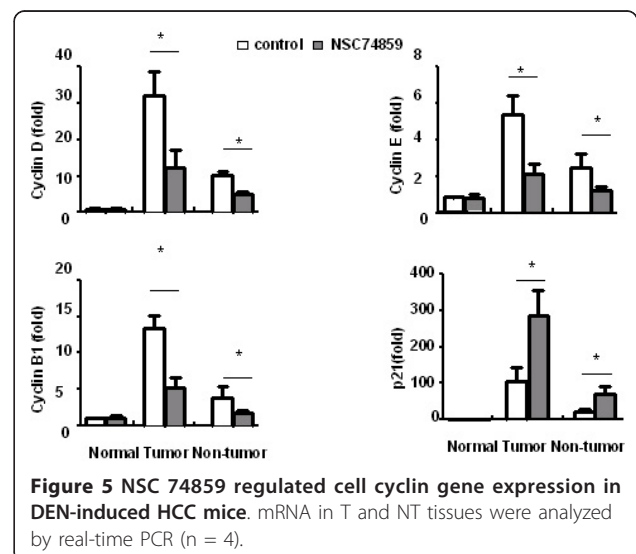 control NSC74859
Cyclin D (fold)
40
30
20
10
0
*
*
Cyclin E (fold)
8
6
4
2
0
*
*
Cyclin B1 (fold)
20
15
10
5
0
*
*
Normal Tumor Non-tumor
p21(fold)
400
300
200
100
0
*
*
Normal Tumor Non-tumor
Figure 5 NSC 74859 regulated cell cyclin gene expression in
DEN-induced HCC mice. mRNA in T and NT tissues were analyzed
by real-time PCR (n = 4).